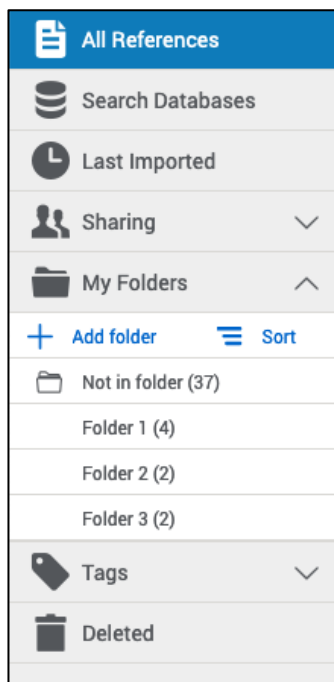 All References
Search Databases
Last Imported
Sharing
My Folders
Add folder Sort
Not in folder (37)
Folder 1 (4)
Folder 2 (2)
Folder 3 (2)
Tags
Deleted